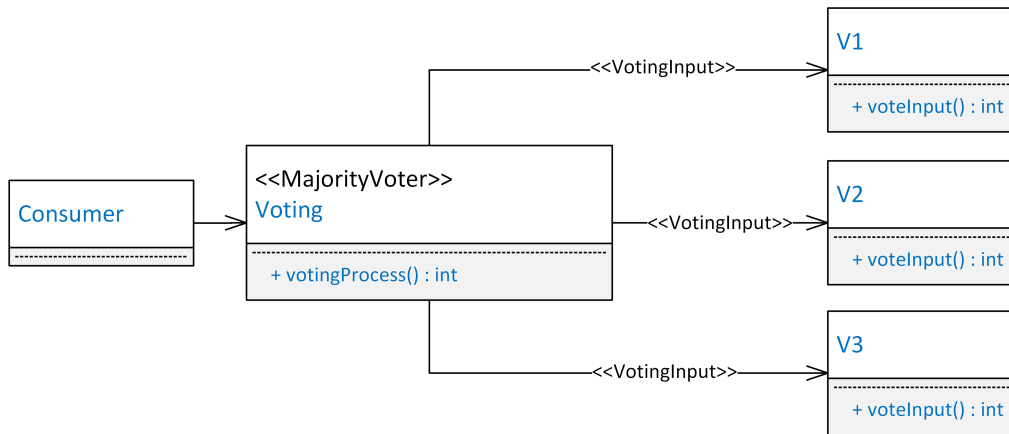 Consumer
<<MajorityVoter>>
Voting
+ votingProcess() : int
<<VotingInput>>
V1
+ voteInput() : int
<<VotingInput>>
V2
+ voteInput() : int
<<VotingInput>>
V3
+ voteInput() : int